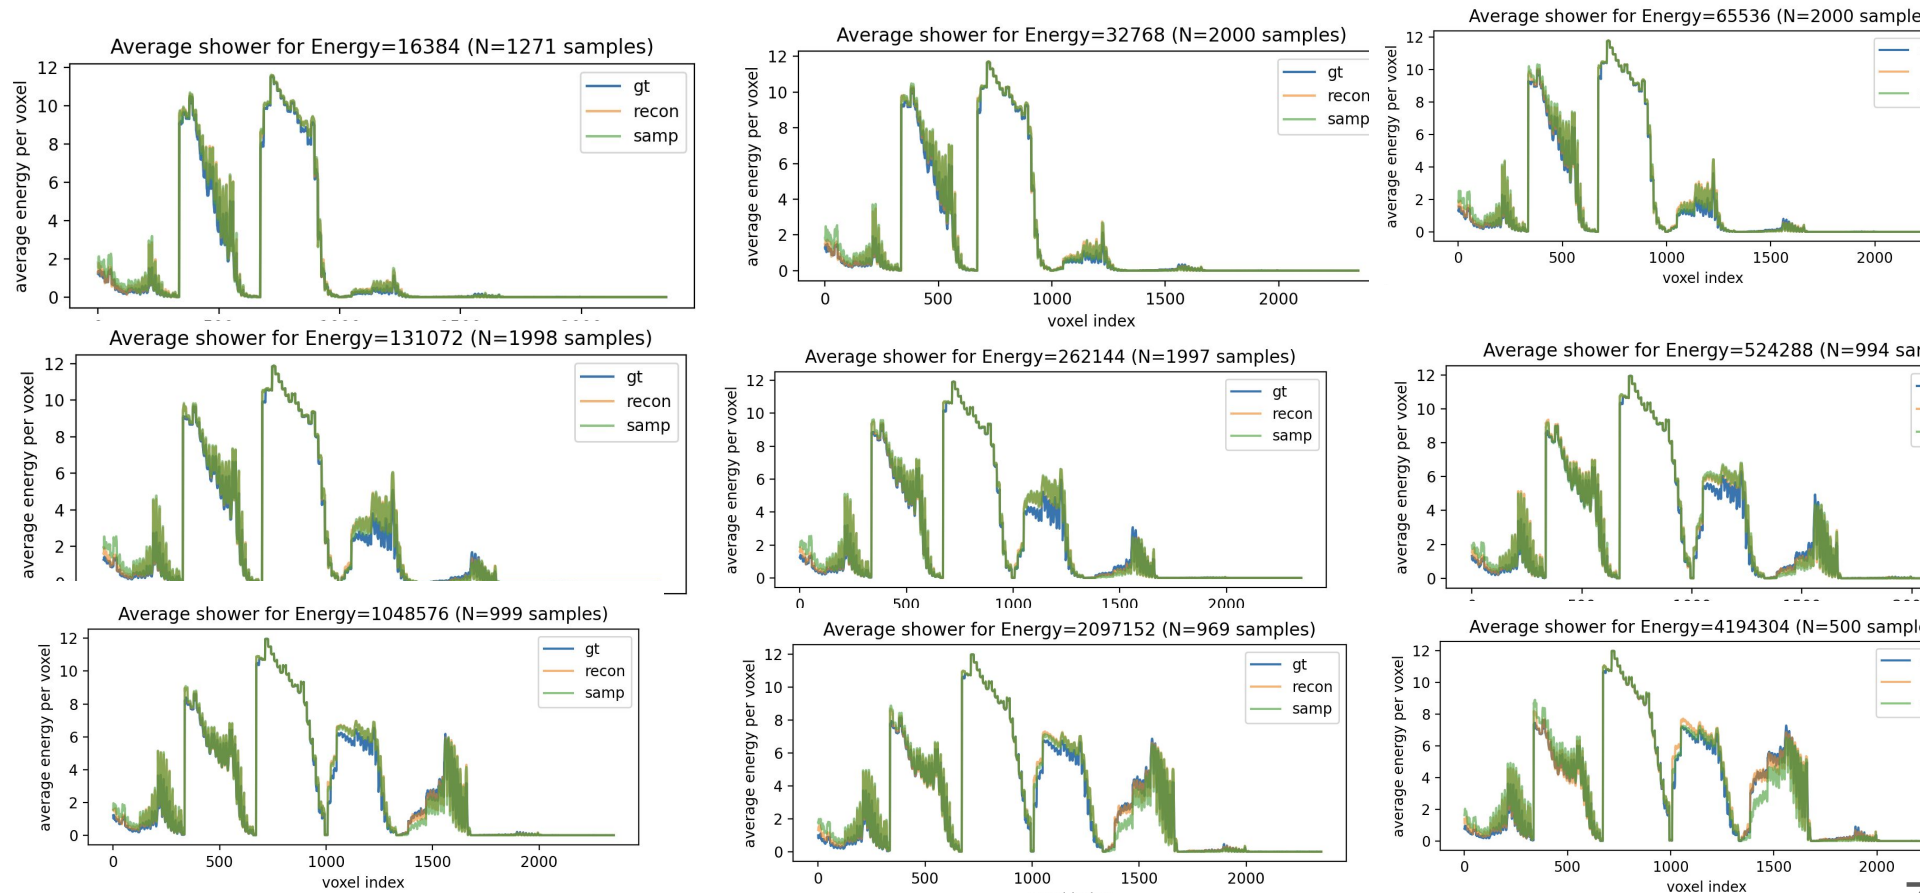 Average shower for Energy=16384 (N=1271 samples)
average energy per voxel
12
10
8
6
4
2
0
gt
recon
samp
Average shower for Energy=32768 (N=2000 samples)
average energy per voxel
12
10
8
6
4
2
0
gt
recon
samp
0 500 1000 1500 2000
voxel index
Average shower for Energy=65536 (N=2000 sample
average energy per voxel
12
10
8
6
4
2
0
0 500 1000 1500 2000
voxel index
Average shower for Energy=131072 (N=1998 samples)
average energy per voxel
12
10
8
6
4
2
gt
recon
samp
Average shower for Energy=262144 (N=1997 samples)
average energy per voxel
12
10
8
6
4
2
0
gt
recon
samp
0 500 1000 1500 2000
Average shower for Energy=524288 (N=994 sar
average energy per voxel
12
10
8
6
4
2
0
Average shower for Energy=1048576 (N=999 samples)
average energy per voxel
12
10
8
6
4
2
0
gt
recon
samp
0 500 1000 1500 2000
voxel index
Average shower for Energy=2097152 (N=969 samples)
average energy per voxel
12
10
8
6
4
2
0
gt
recon
samp
0 500 1000 1500 2000
Average shower for Energy=4194304 (N=500 sample
average energy per voxel
12
10
8
6
4
2
0
0 500 1000 1500 2000
voxel index